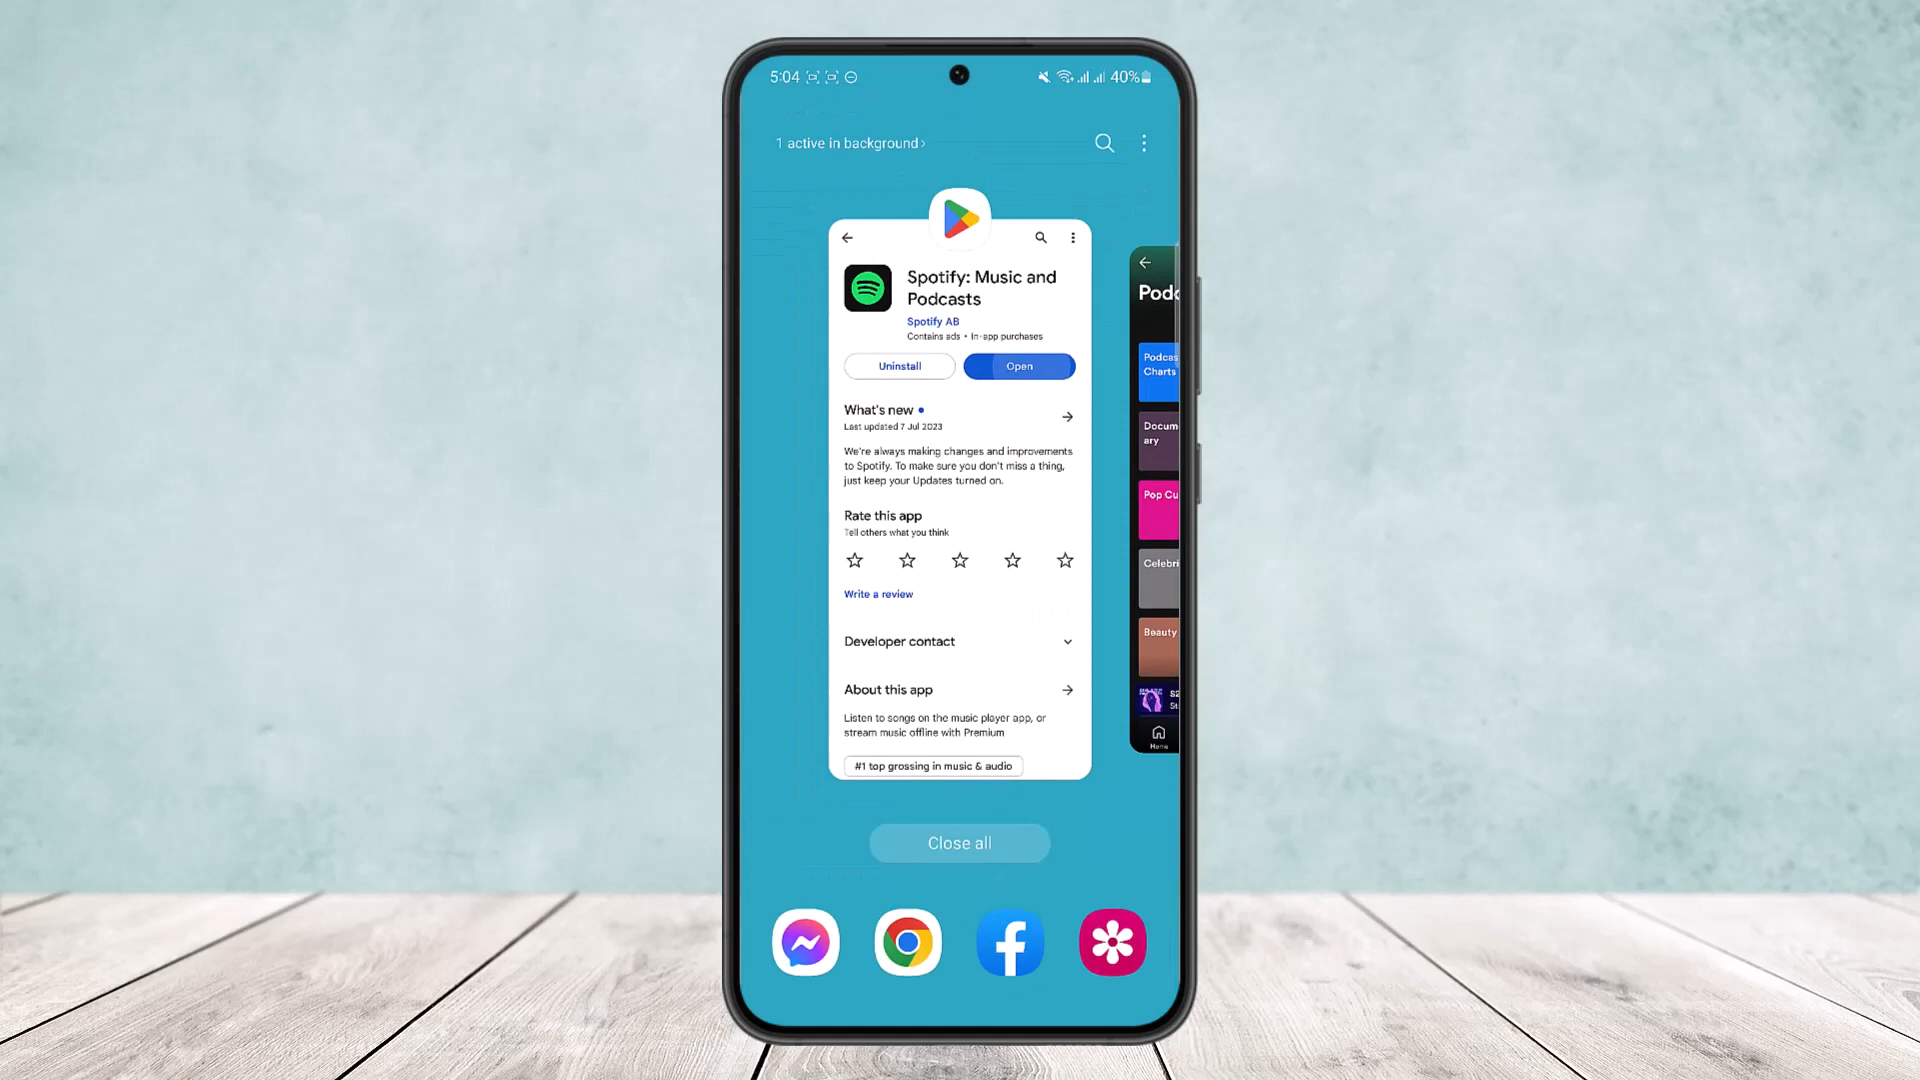 5:04
40%
1 active in background
Spotify: Music and
Podcasts
Spotify AB
Contains ads • In-app purchases
Uninstall
Open
What's new
Last updated 7 Jul 2023
We're always making changes and improvements
to Spotify. To make sure you don't miss a thing,
just keep your Updates turned on.
Rate this app
Tell others what you think
Write a review
Developer contact
About this app
Listen to songs on the music player app, or
stream music offline with Premium
#1 top grossing in music & audio
Charts
ary
Beauty
Home
Close all